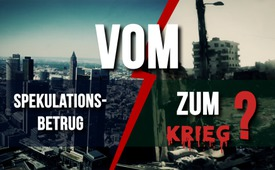 VOM
SPEKULATIONS-
BETRUG
ZUM
KRIEG?